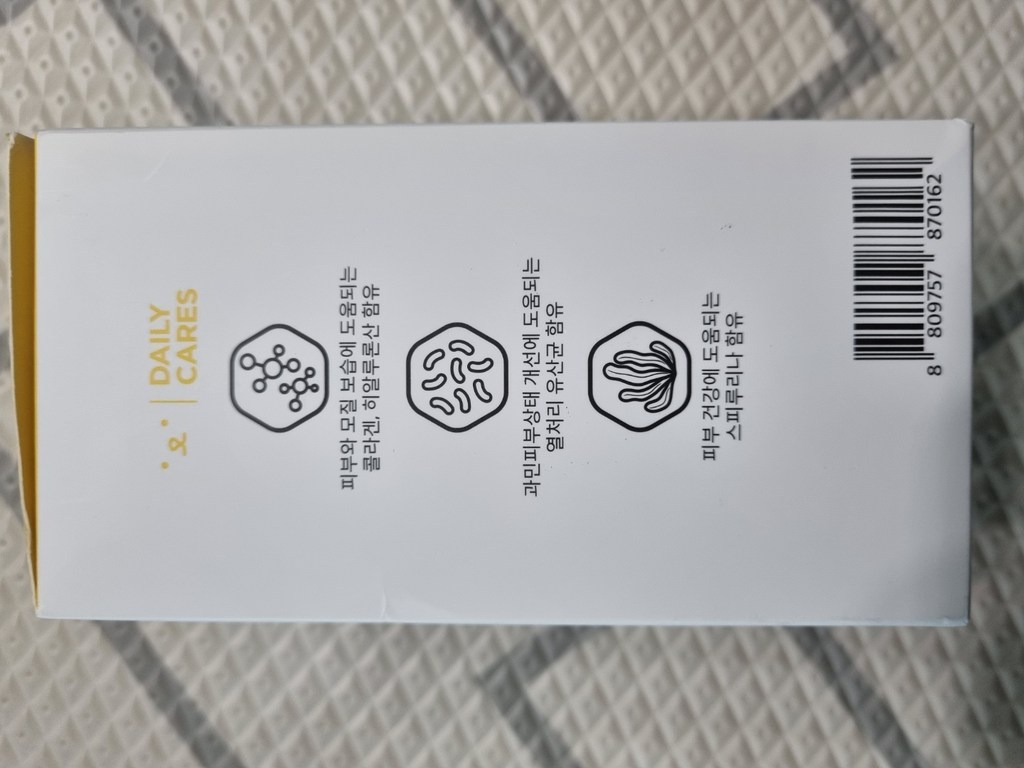 DAILY
CARES
피부와 모질 보습에 도움되는
콜라겐, 히알루론산 함유
과민피부상태 개선에 도움되는
열처리 유산균 함유
피부 건강에 도움되는
스피루리나 함유
8 809757 870162